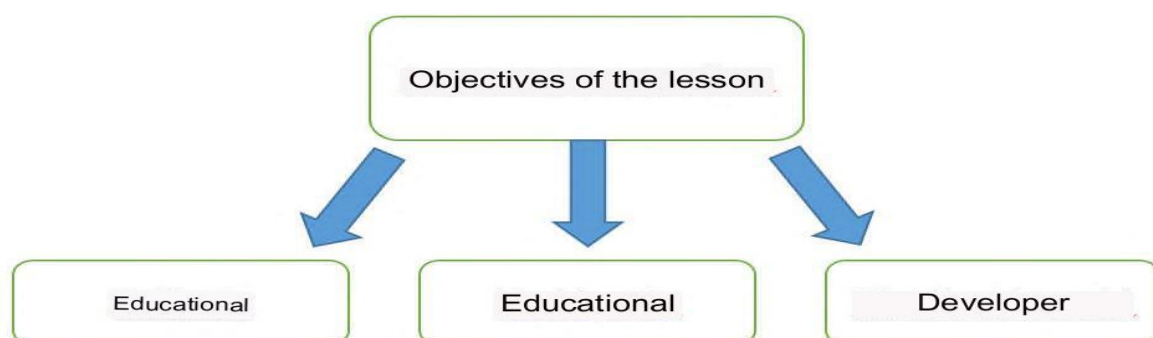 Objectives of the lesson
Educational
Educational
Developer